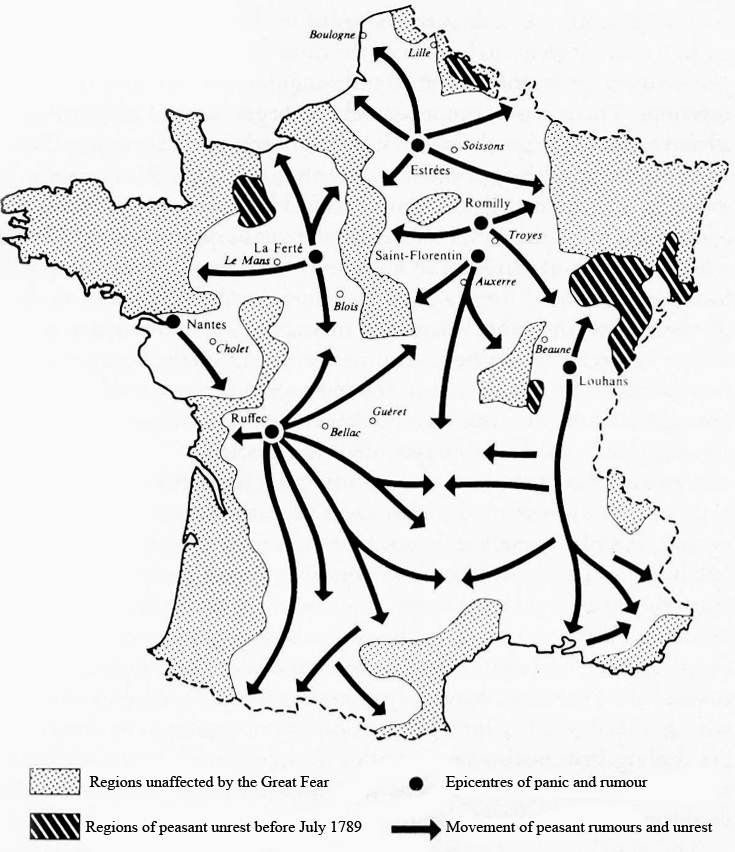 Boulogne
Lille
Soissons
Estrées
Romilly
Troyes
La Ferté
Saint-Florentin
Le Mans
Auxerre
Blois
Nantes
Cholet
Beaune
Louhans
Ruffec
Guéret
Bellac
Regions unaffected by the Great Fear
Epicentres of panic and rumour
Regions of peasant unrest before July 1789
Movement of peasant rumours and unrest